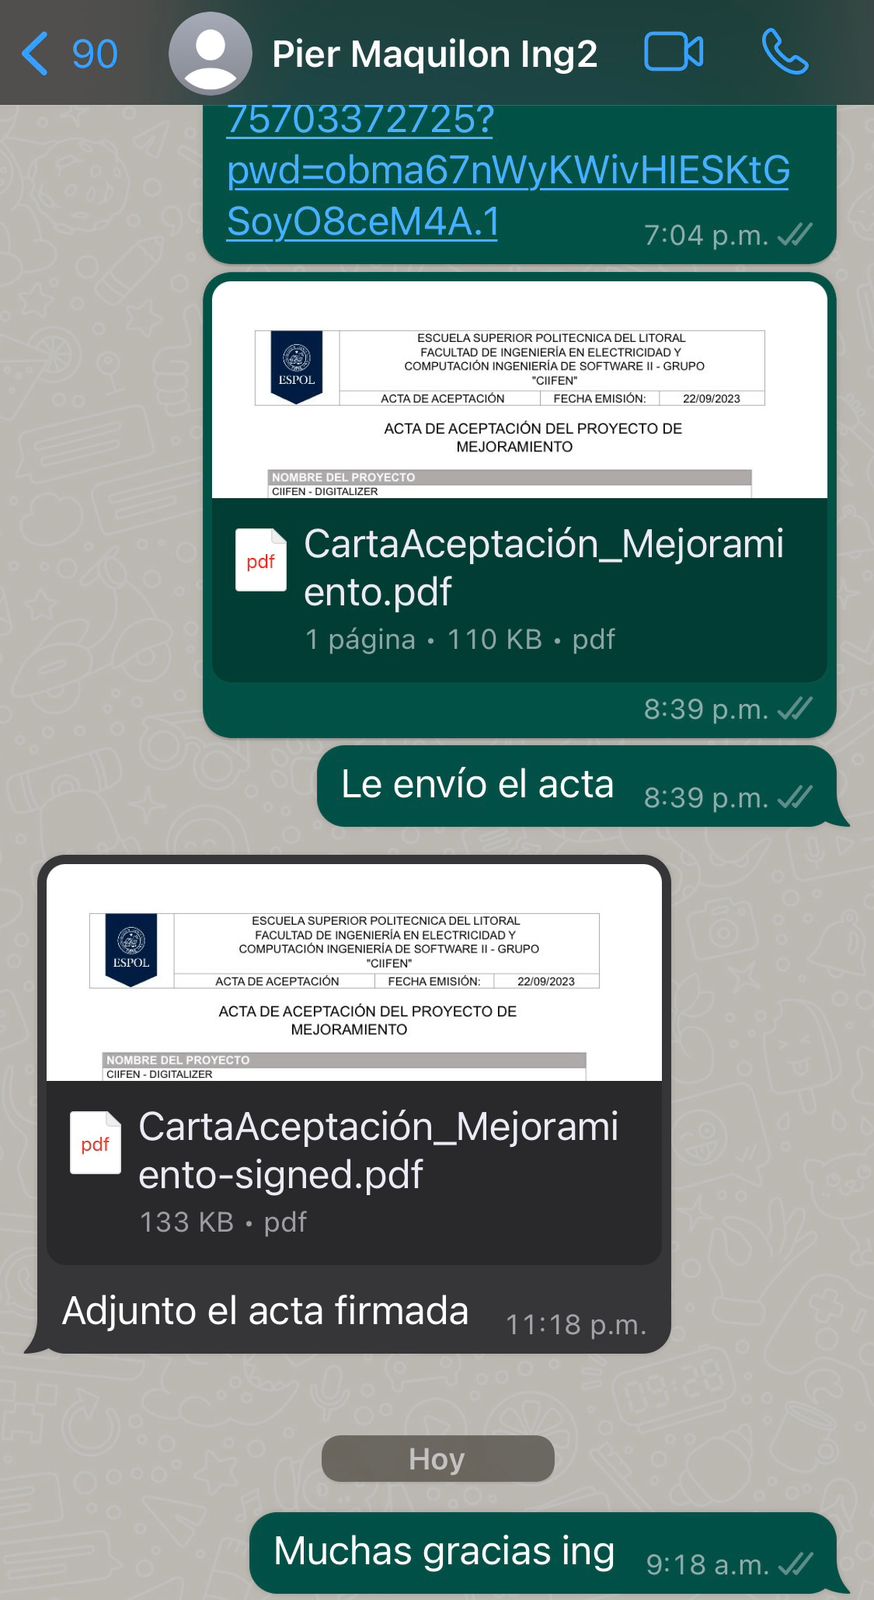 90
Pier Maquilon Ing2
75703372725?
pwd=obma67nWyKWivHIESKtG
SoyO8ceM4A.1
7:04 p.m.
ESPOL
ESCUELA SUPERIOR POLITECNICA DEL LITORAL
FACULTAD DE INGENIERÍA EN ELECTRICIDAD Y
COMPUTACIÓN INGENIERÍA DE SOFTWARE II - GRUPO
"CIIFEN"
ACTA DE ACEPTACIÓN FECHA EMISIÓN: 22/09/2023
ACTA DE ACEPTACIÓN DEL PROYECTO DE
MEJORAMIENTO
NOMBRE DEL PROYECTO
CIIFEN - DIGITALIZER
pdf
CartaAceptación_Mejorami
ento.pdf
1 página • 110 KB • pdf
8:39 p.m.
Le envío el acta
8:39 p.m.
ESPOL
ESCUELA SUPERIOR POLITECNICA DEL LITORAL
FACULTAD DE INGENIERÍA EN ELECTRICIDAD Y
COMPUTACIÓN INGENIERÍA DE SOFTWARE II - GRUPO
"CIIFEN"
ACTA DE ACEPTACIÓN FECHA EMISIÓN: 22/09/2023
ACTA DE ACEPTACIÓN DEL PROYECTO DE
MEJORAMIENTO
NOMBRE DEL PROYECTO
CIIFEN - DIGITALIZER
pdf
CartaAceptación_Mejorami
ento-signed.pdf
133 KB • pdf
Adjunto el acta firmada
11:18 p.m.
Hoy
Muchas gracias ing
9:18 a.m.